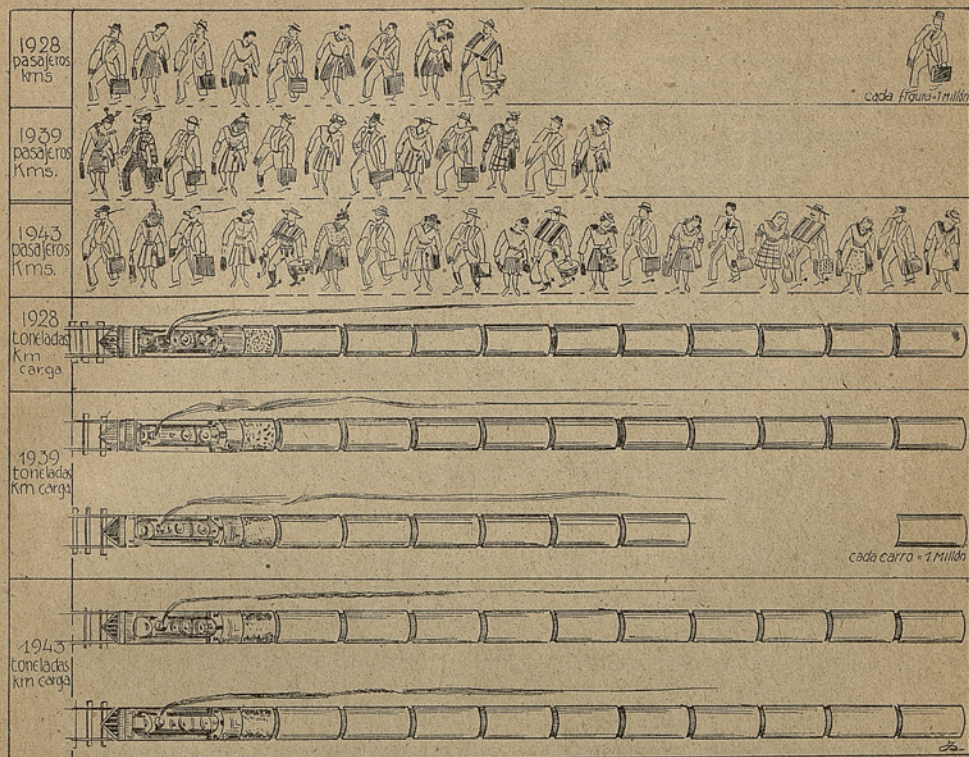 1928
pasajeros
kms
cada figura=1 millón
1939
pasajeros
Kms.
1943
pasajeros
Kms.
1928
toneladas
Km
carga
1939
toneladas
Km carga
cada carro = 1 Millón
1943
toneladas
km carga